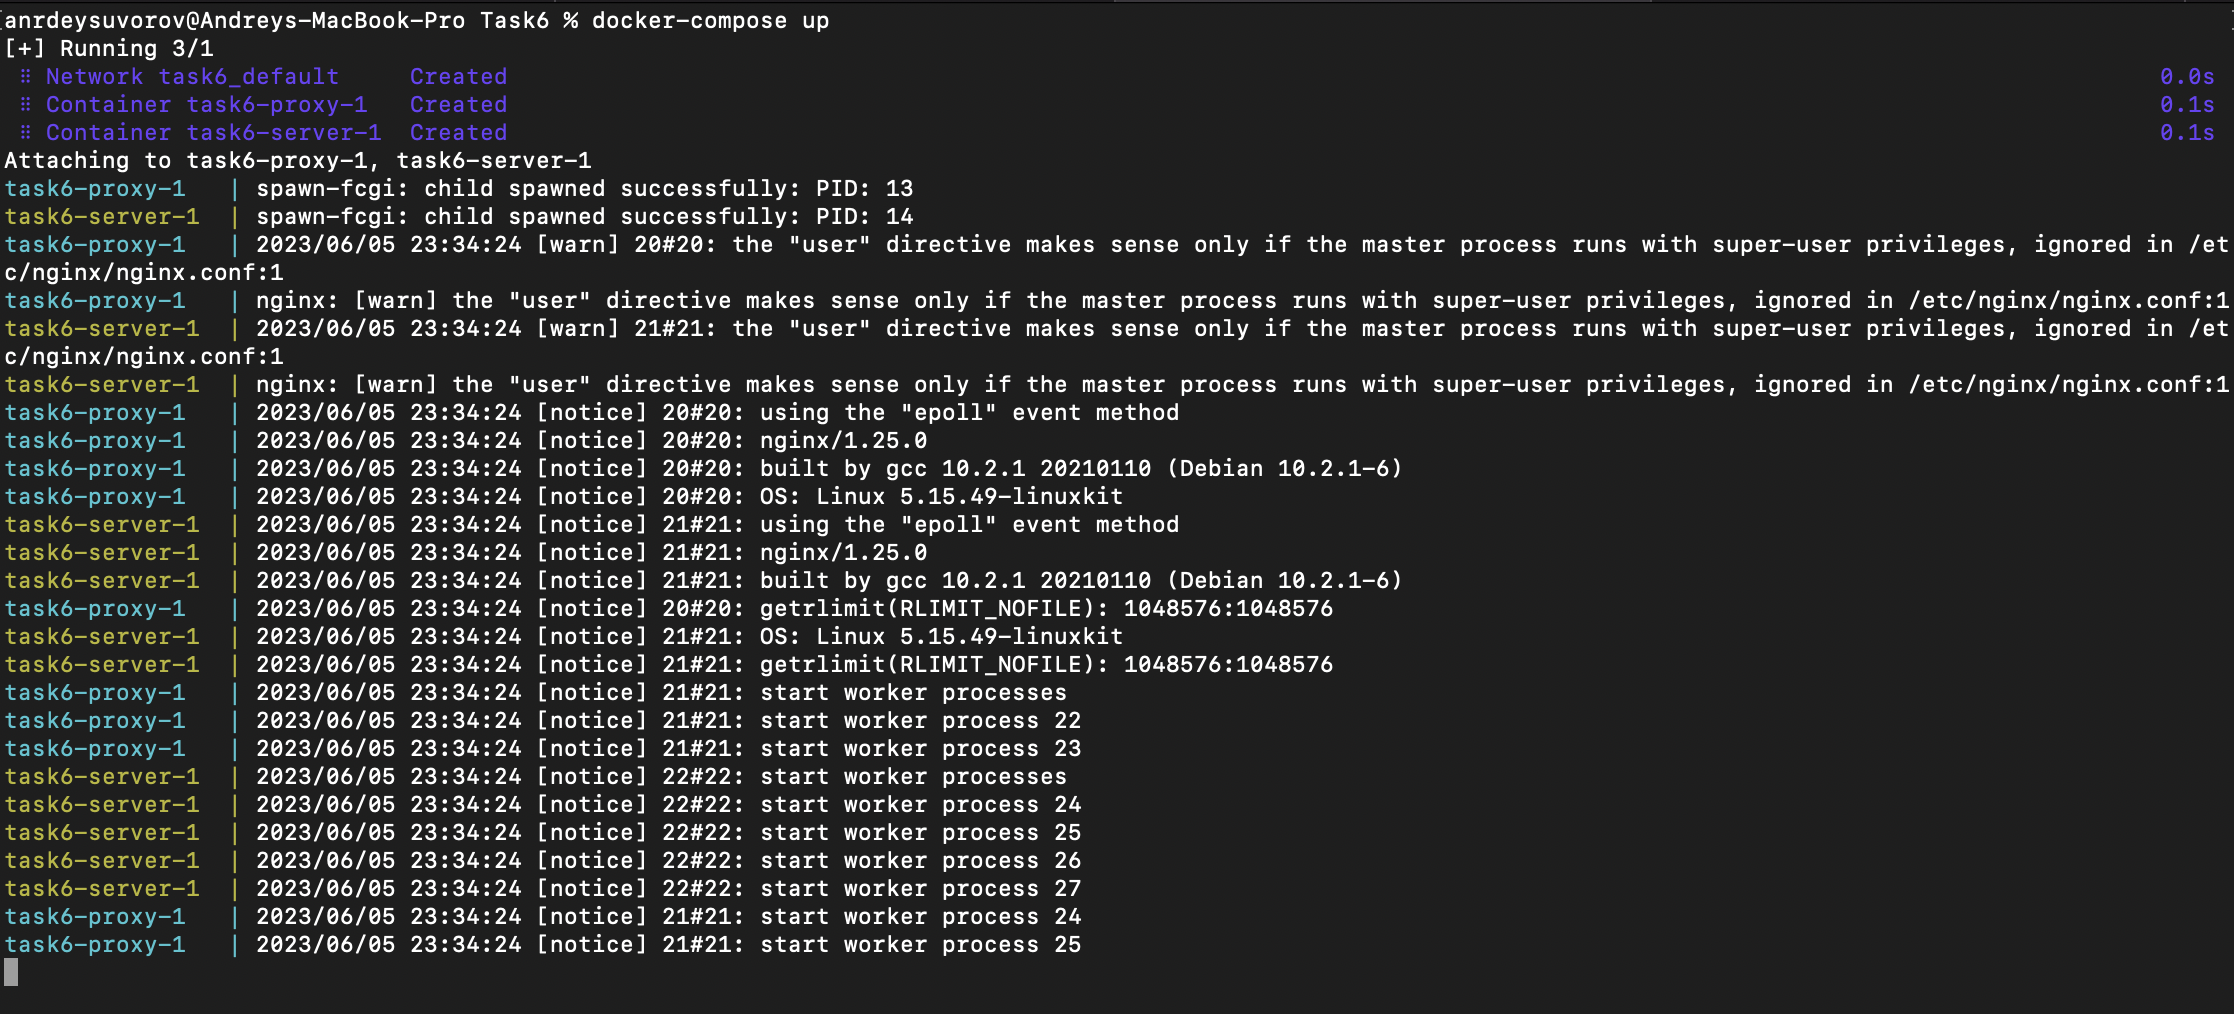 anrdeysuvorov@Andreys-MacBook-Pro Task6 % docker-compose up
[+] Running 3/1
⠿ Network task6_default     Created     0.0s
⠿ Container task6-proxy-1   Created     0.1s
⠿ Container task6-server-1  Created     0.1s
Attaching to task6-proxy-1, task6-server-1
task6-proxy-1   | spawn-fcgi: child spawned successfully: PID: 13
task6-server-1  | spawn-fcgi: child spawned successfully: PID: 14
task6-proxy-1   | 2023/06/05 23:34:24 [warn] 20#20: the "user" directive makes sense only if the master process runs with super-user privileges, ignored in /et
c/nginx/nginx.conf:1
task6-proxy-1   | nginx: [warn] the "user" directive makes sense only if the master process runs with super-user privileges, ignored in /etc/nginx/nginx.conf:1
task6-server-1  | 2023/06/05 23:34:24 [warn] 21#21: the "user" directive makes sense only if the master process runs with super-user privileges, ignored in /et
c/nginx/nginx.conf:1
task6-server-1  | nginx: [warn] the "user" directive makes sense only if the master process runs with super-user privileges, ignored in /etc/nginx/nginx.conf:1
task6-proxy-1   | 2023/06/05 23:34:24 [notice] 20#20: using the "epoll" event method
task6-proxy-1   | 2023/06/05 23:34:24 [notice] 20#20: nginx/1.25.0
task6-proxy-1   | 2023/06/05 23:34:24 [notice] 20#20: built by gcc 10.2.1 20210110 (Debian 10.2.1-6)
task6-proxy-1   | 2023/06/05 23:34:24 [notice] 20#20: OS: Linux 5.15.49-linuxkit
task6-server-1  | 2023/06/05 23:34:24 [notice] 21#21: using the "epoll" event method
task6-server-1  | 2023/06/05 23:34:24 [notice] 21#21: nginx/1.25.0
task6-server-1  | 2023/06/05 23:34:24 [notice] 21#21: built by gcc 10.2.1 20210110 (Debian 10.2.1-6)
task6-proxy-1   | 2023/06/05 23:34:24 [notice] 20#20: getrlimit(RLIMIT_NOFILE): 1048576:1048576
task6-server-1  | 2023/06/05 23:34:24 [notice] 21#21: OS: Linux 5.15.49-linuxkit
task6-server-1  | 2023/06/05 23:34:24 [notice] 21#21: getrlimit(RLIMIT_NOFILE): 1048576:1048576
task6-proxy-1   | 2023/06/05 23:34:24 [notice] 21#21: start worker processes
task6-proxy-1   | 2023/06/05 23:34:24 [notice] 21#21: start worker process 22
task6-proxy-1   | 2023/06/05 23:34:24 [notice] 21#21: start worker process 23
task6-server-1  | 2023/06/05 23:34:24 [notice] 22#22: start worker processes
task6-server-1  | 2023/06/05 23:34:24 [notice] 22#22: start worker process 24
task6-server-1  | 2023/06/05 23:34:24 [notice] 22#22: start worker process 25
task6-server-1  | 2023/06/05 23:34:24 [notice] 22#22: start worker process 26
task6-server-1  | 2023/06/05 23:34:24 [notice] 22#22: start worker process 27
task6-proxy-1   | 2023/06/05 23:34:24 [notice] 21#21: start worker process 24
task6-proxy-1   | 2023/06/05 23:34:24 [notice] 21#21: start worker process 25